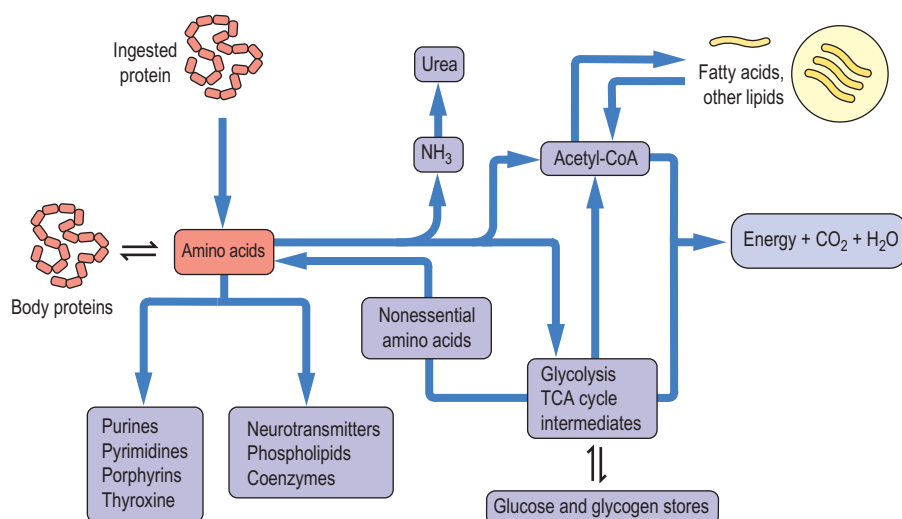 Ingested
protein
Urea
Fatty acids,
other lipids
NH₃
Acetyl-CoA
Body proteins
Amino acids
Energy + CO₂ + H₂O
Nonessential
amino acids
Glycolysis
TCA cycle
intermediates
Purines
Pyrimidines
Porphyrins
Thyroxine
Neurotransmitters
Phospholipids
Coenzymes
Glucose and glycogen stores